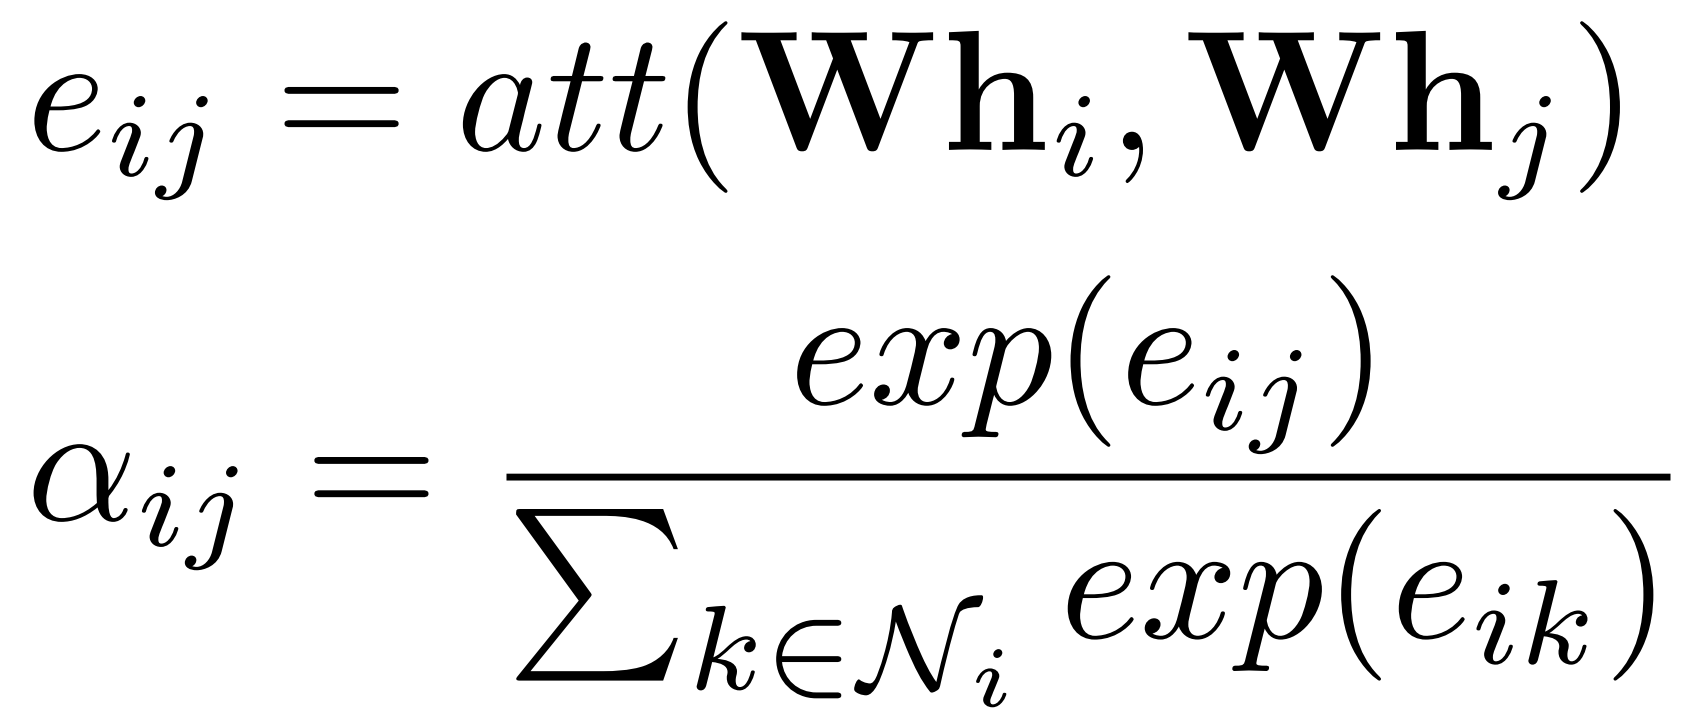 e_{ij} = att(\mathbf{W}\mathbf{h}_i, \mathbf{W}\mathbf{h}_j)
\alpha_{ij} = \frac{exp(e_{ij})}{\sum_{k \in \mathcal{N}_i} exp(e_{ik})}